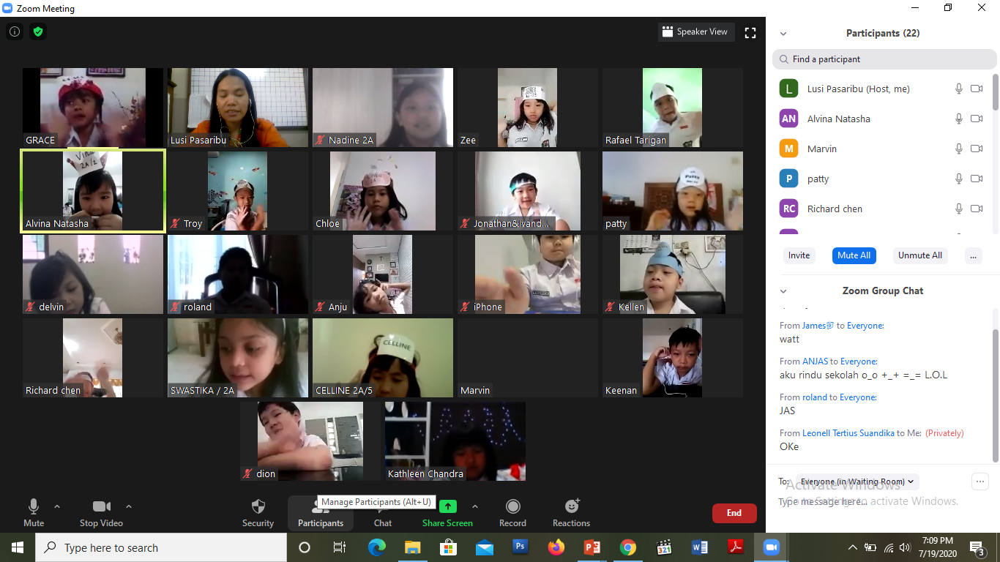 Zoom Meeting
Speaker View
GRACE
Lusi Pasaribu
Nadine 2A
Zee
Rafael Tarigan
Alvina Natasha
Troy
Chloe
Jonathan&Ivand...
patty
delvin
roland
Anju
iPhone
Kellen
Richard chen
SWASTIKA / 2A
CELLINE
CELLINE 2A/5
Marvin
Keenan
dion
Kathleen Chandra
Mute
Stop Video
Security
Manage Participants (Alt+U)
Participants
Chat
Share Screen
Record
Reactions
End
Participants (22)
Find a participant
L Lusi Pasaribu (Host, me)
AN Alvina Natasha
M Marvin
P patty
RC Richard chen
Invite
Mute All
Unmute All
...
Zoom Group Chat
From James to Everyone:
watt
From ANJAS to Everyone:
aku rindu sekolah o_o +_+ =_= L.O.L
From roland to Everyone:
JAS
From Leonell Tertius Suandika to Me: (Privately)
OKe
To: Everyone (in Waiting Room)
Type message here...
Activate Windows
Go to Settings to activate Windows.
Type here to search
Ps
321
7:09 PM
7/19/2020
3